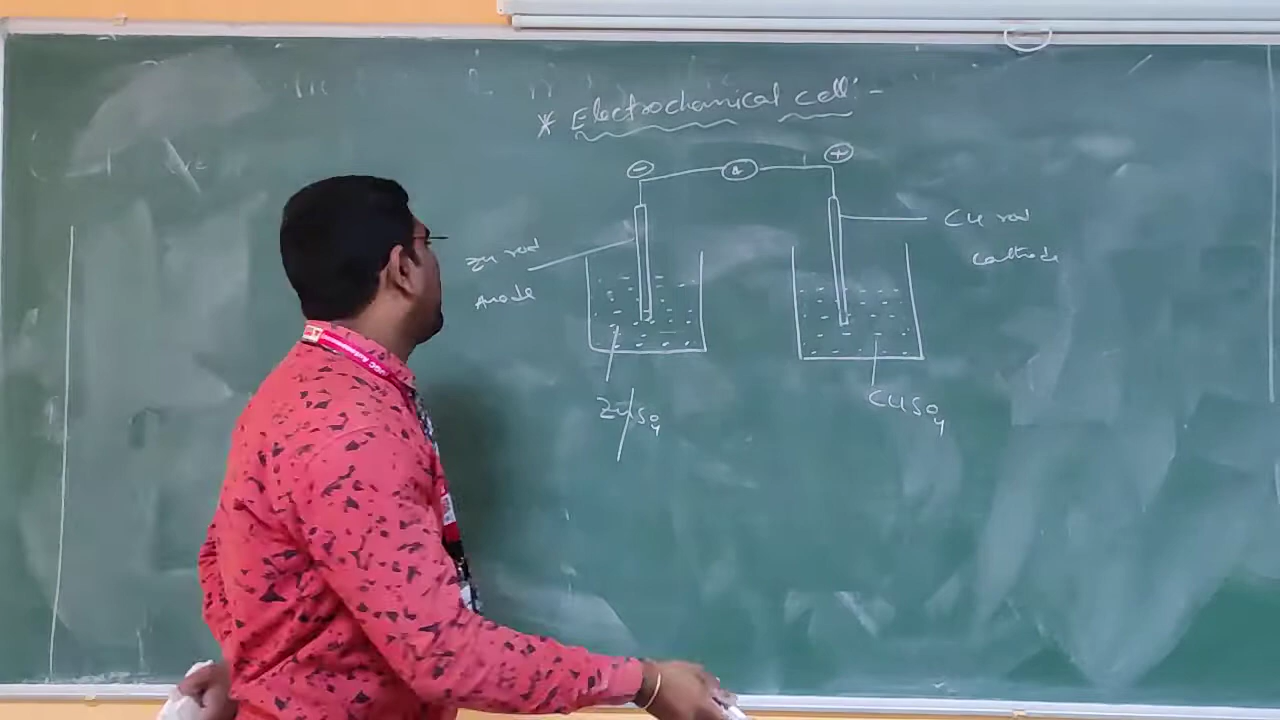 * Electrochemical cell :-
- A +
Zn rod
Anode
Cu rod
Cathode
ZnSO4
CuSO4